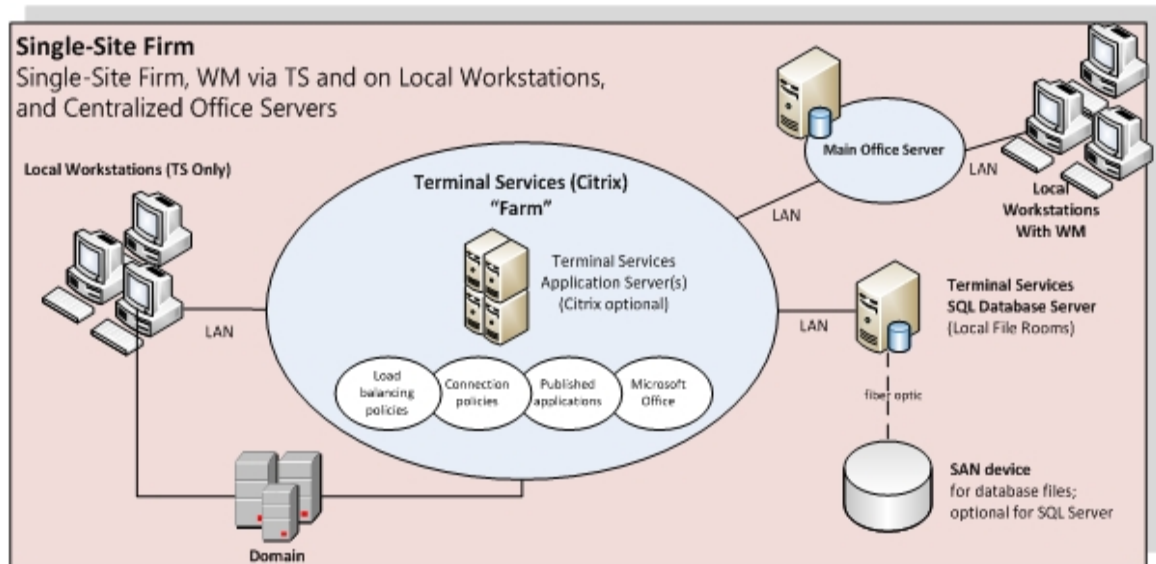 Single-Site Firm
Single-Site Firm, WM via TS and on Local Workstations,
and Centralized Office Servers
Local Workstations (TS Only)
LAN
Terminal Services (Citrix)
"Farm"
Terminal Services
Application Server(s)
(Citrix optional)
Load
balancing
policies
Connection
policies
Published
applications
Microsoft
Office
Domain
LAN
Main Office Server
LAN
Local
Workstations
With WM
LAN
Terminal Services
SQL Database Server
(Local File Rooms)
fiber optic
SAN device
for database files;
optional for SQL Server